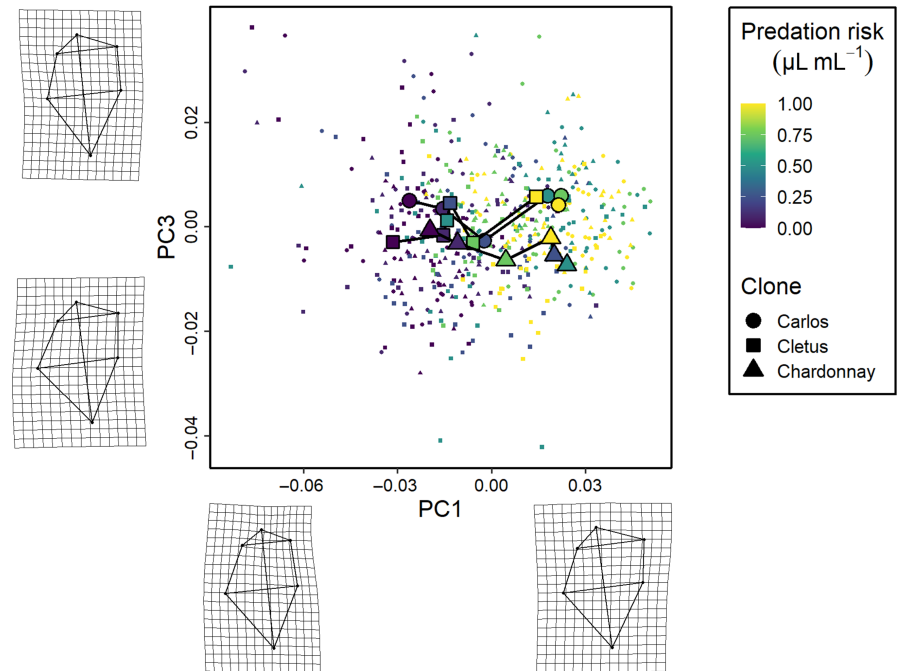 Predation risk
(µL mL⁻¹)
1.00
0.75
0.50
0.25
0.00
Clone
Carlos
Cletus
Chardonnay
PC3
0.02
0.00
−0.02
−0.04
−0.06
−0.03
0.00
0.03
PC1